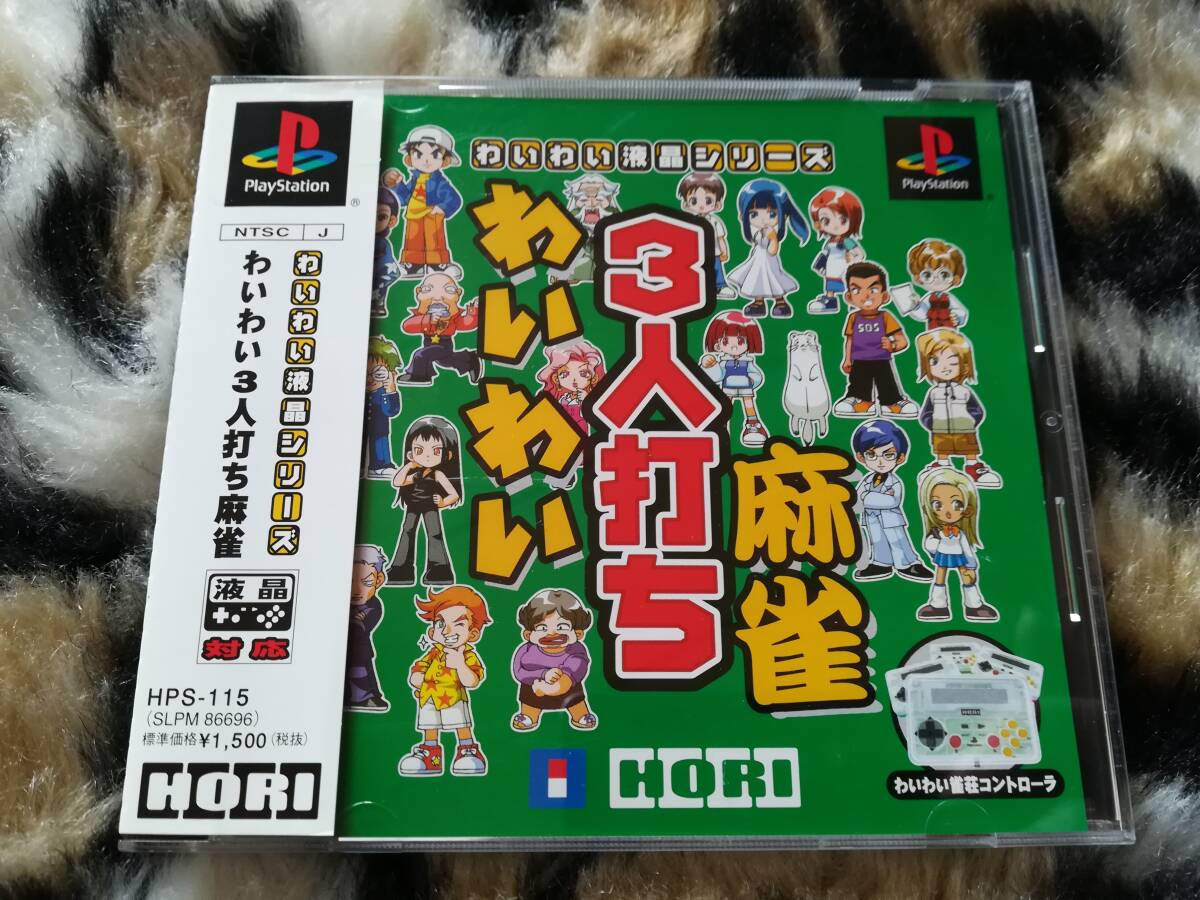 PlayStation
®
NTSC J
わいわい液晶シリーズ
わいわい3人打ち麻雀
液晶
対応
HPS-115
(SLPM 86696)
標準価格¥1,500(税抜)
HORI
わいわい液晶シリーズ
PlayStation
わいわい
3人打ち
麻雀
SOS
HORI
HORI
わいわい雀荘コントローラ